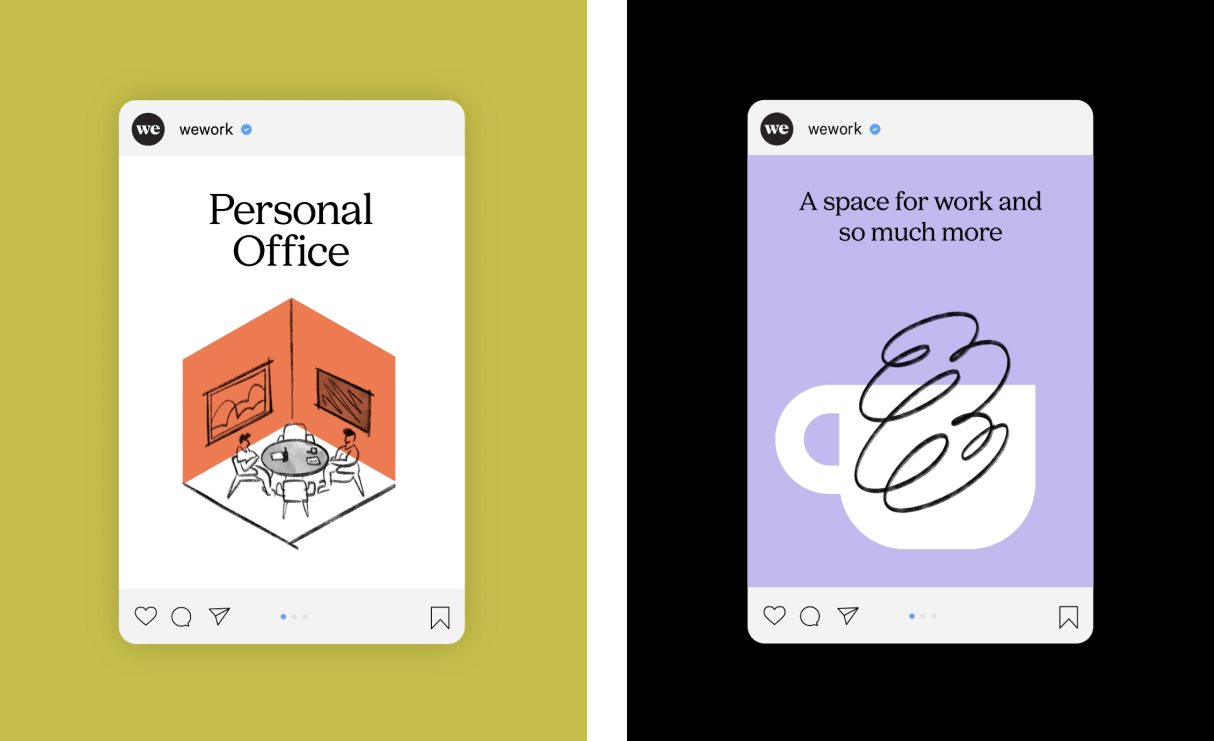 we
wework
Personal
Office
we
wework
A space for work and
so much more